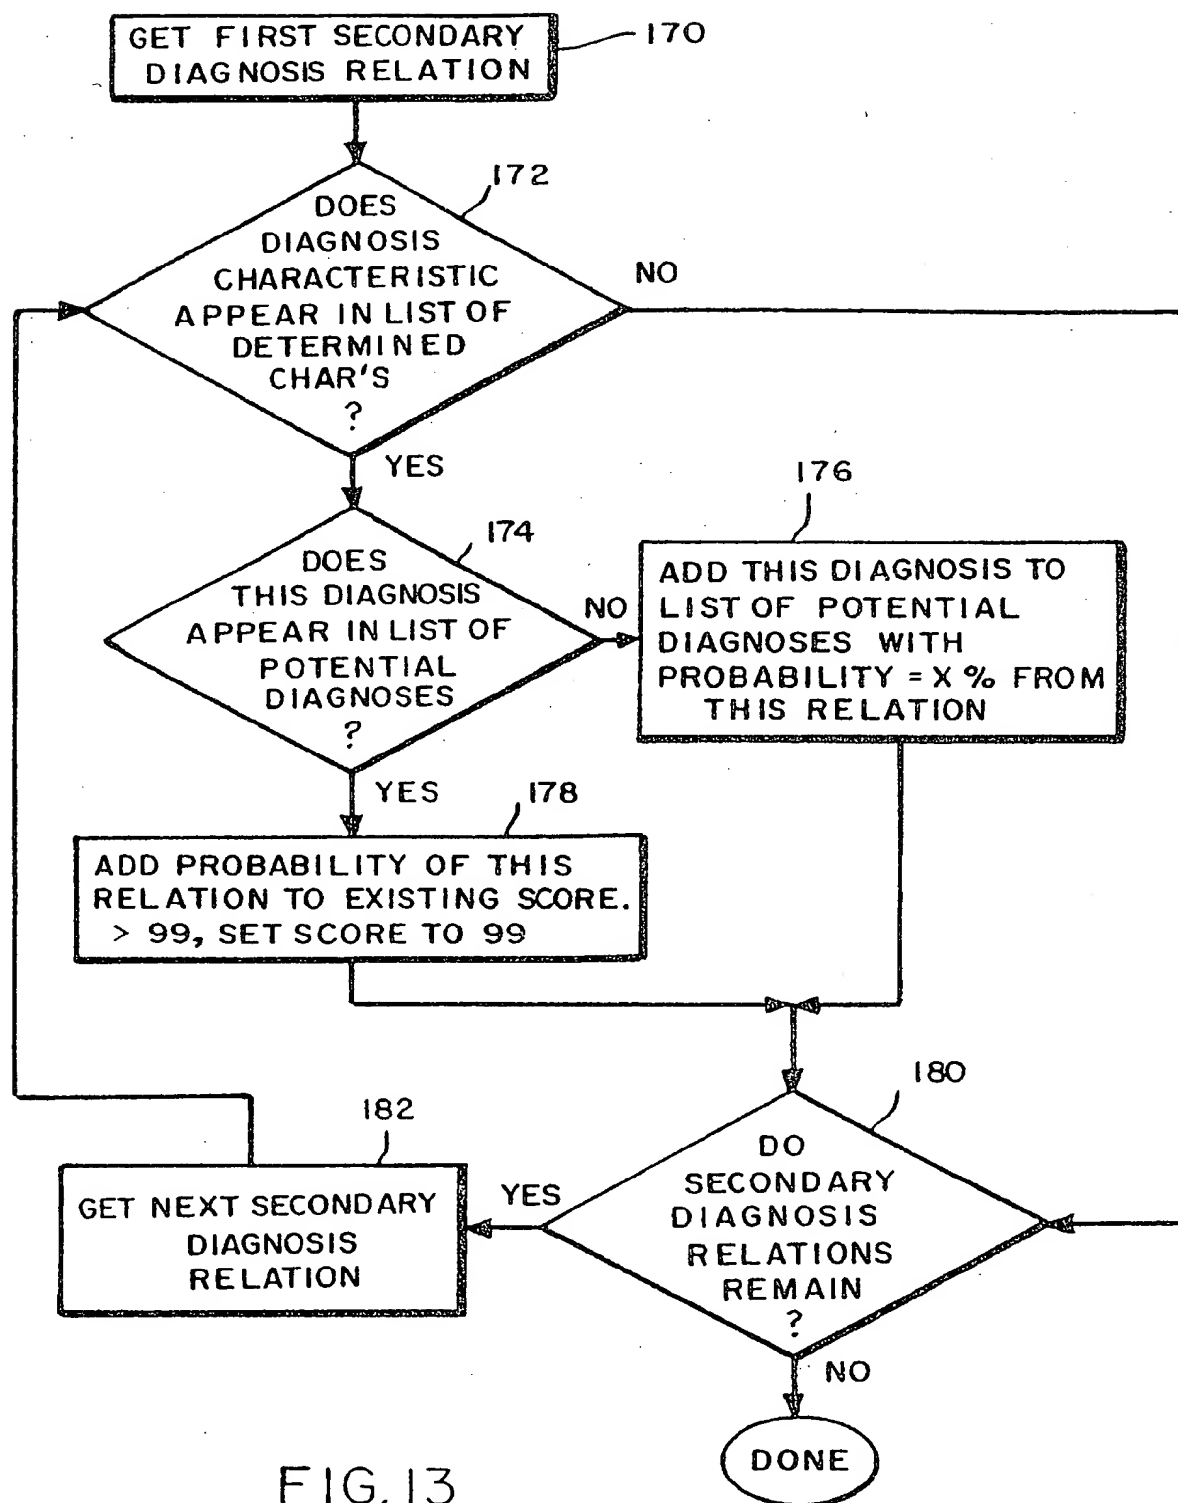 GET FIRST SECONDARY
DIAGNOSIS RELATION
170
172
DOES
DIAGNOSIS
CHARACTERISTIC
APPEAR IN LIST OF
DETERMINED
CHAR'S
?
NO
YES
174
DOES
THIS DIAGNOSIS
APPEAR IN LIST OF
POTENTIAL
DIAGNOSES
?
NO
176
ADD THIS DIAGNOSIS TO
LIST OF POTENTIAL
DIAGNOSES WITH
PROBABILITY = X % FROM
THIS RELATION
YES
178
ADD PROBABILITY OF THIS
RELATION TO EXISTING SCORE.
> 99, SET SCORE TO 99
180
DO
SECONDARY
DIAGNOSIS
RELATIONS
REMAIN
?
YES
182
GET NEXT SECONDARY
DIAGNOSIS
RELATION
NO
DONE
FIG. 13